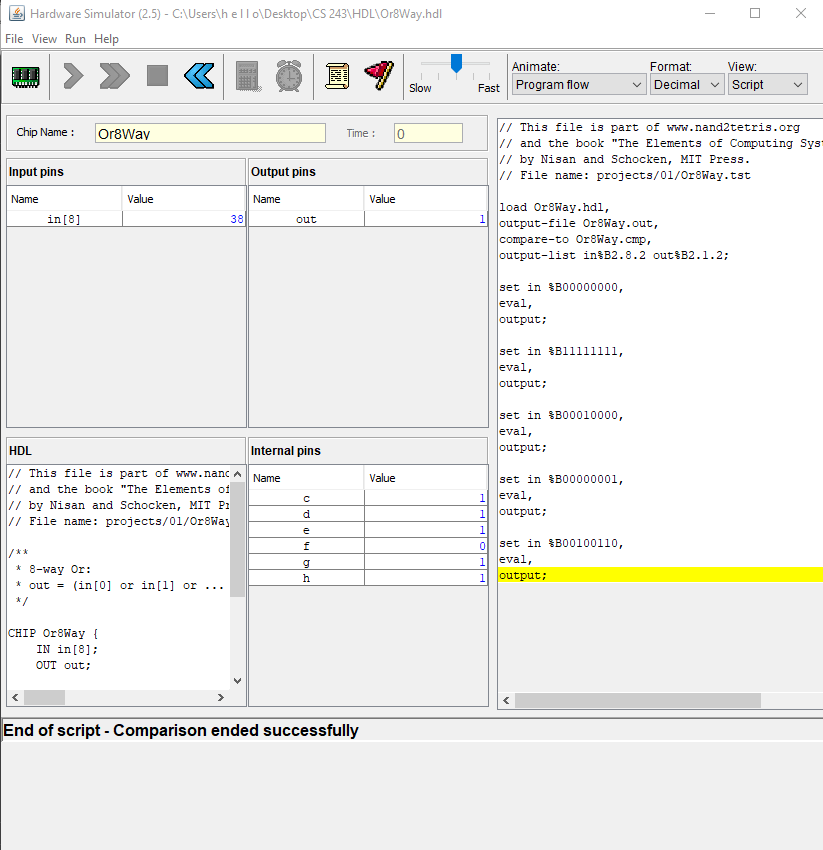 Hardware Simulator (2.5) - C:\Users\h e l l o\Desktop\CS 243\HDL\Or8Way.hdl
File View Run Help
Slow Fast
Animate: Format: View:
Program flow Decimal Script
Chip Name : Or8Way Time : 0
Input pins
Name Value
in[8] 38
Output pins
Name Value
out 1
HDL
// This file is part of www.nand
// and the book "The Elements of
// by Nisan and Schocken, MIT Pr
// File name: projects/01/Or8Way
/**
* 8-way Or:
* out = (in[0] or in[1] or ...
*/
CHIP Or8Way {
IN in[8];
OUT out;
Internal pins
Name Value
c 1
d 1
e 1
f 0
g 1
h 1
// This file is part of www.nand2tetris.org
// and the book "The Elements of Computing Syst
// by Nisan and Schocken, MIT Press.
// File name: projects/01/Or8Way.tst
load Or8Way.hdl,
output-file Or8Way.out,
compare-to Or8Way.cmp,
output-list in%B2.8.2 out%B2.1.2;
set in %B00000000,
eval,
output;
set in %B11111111,
eval,
output;
set in %B00010000,
eval,
output;
set in %B00000001,
eval,
output;
set in %B00100110,
eval,
output;
End of script - Comparison ended successfully